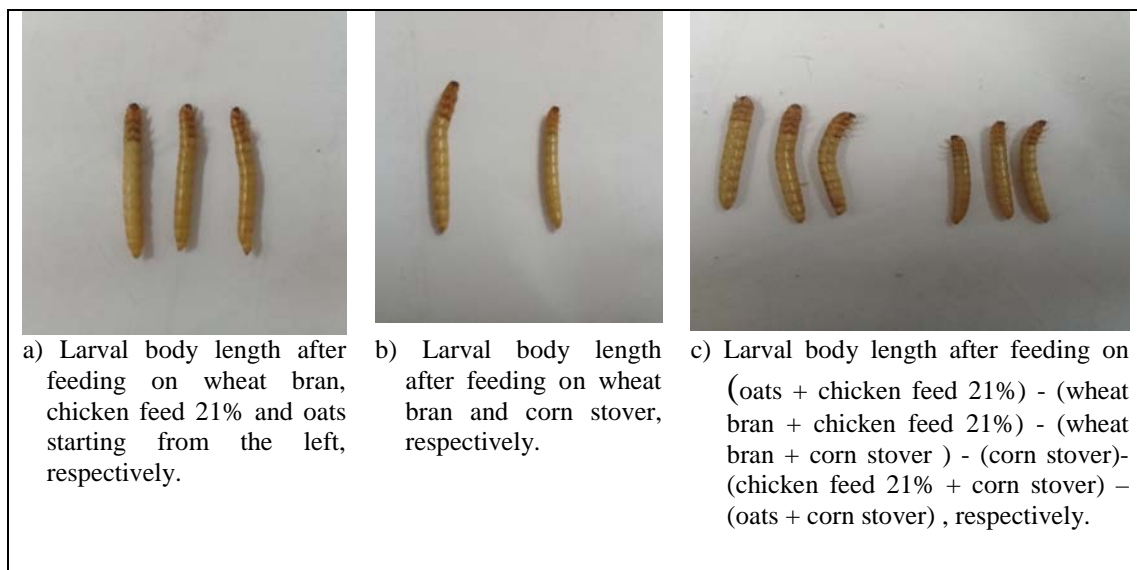 a) Larval body length after
feeding on wheat bran,
chicken feed 21% and oats
starting from the left,
respectively.
b) Larval body length
after feeding on wheat
bran and corn stover,
respectively.
c) Larval body length after feeding on
(oats + chicken feed 21%) - (wheat
bran + chicken feed 21%) - (wheat
bran + corn stover ) - (corn stover)-
(chicken feed 21% + corn stover) –
(oats + corn stover) , respectively.